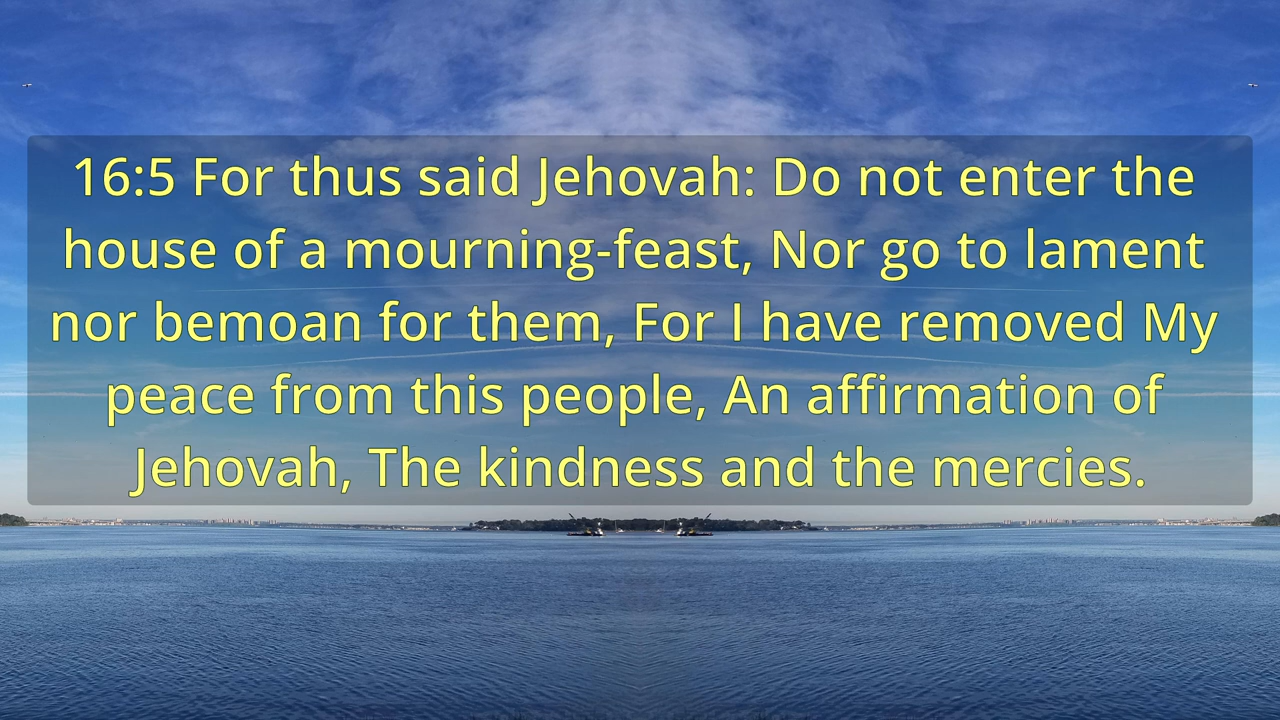 16:5 For thus said Jehovah: Do not enter the
house of a mourning-feast, Nor go to lament
nor bemoan for them, For I have removed My
peace from this people, An affirmation of
Jehovah, The kindness and the mercies.